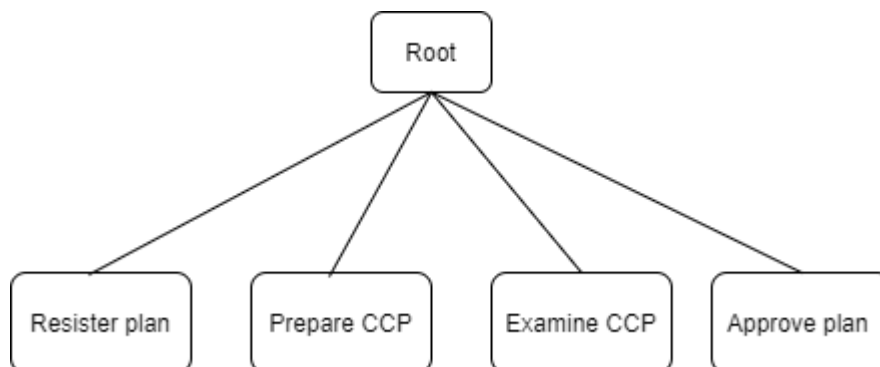 Root
Resister plan
Prepare CCP
Examine CCP
Approve plan